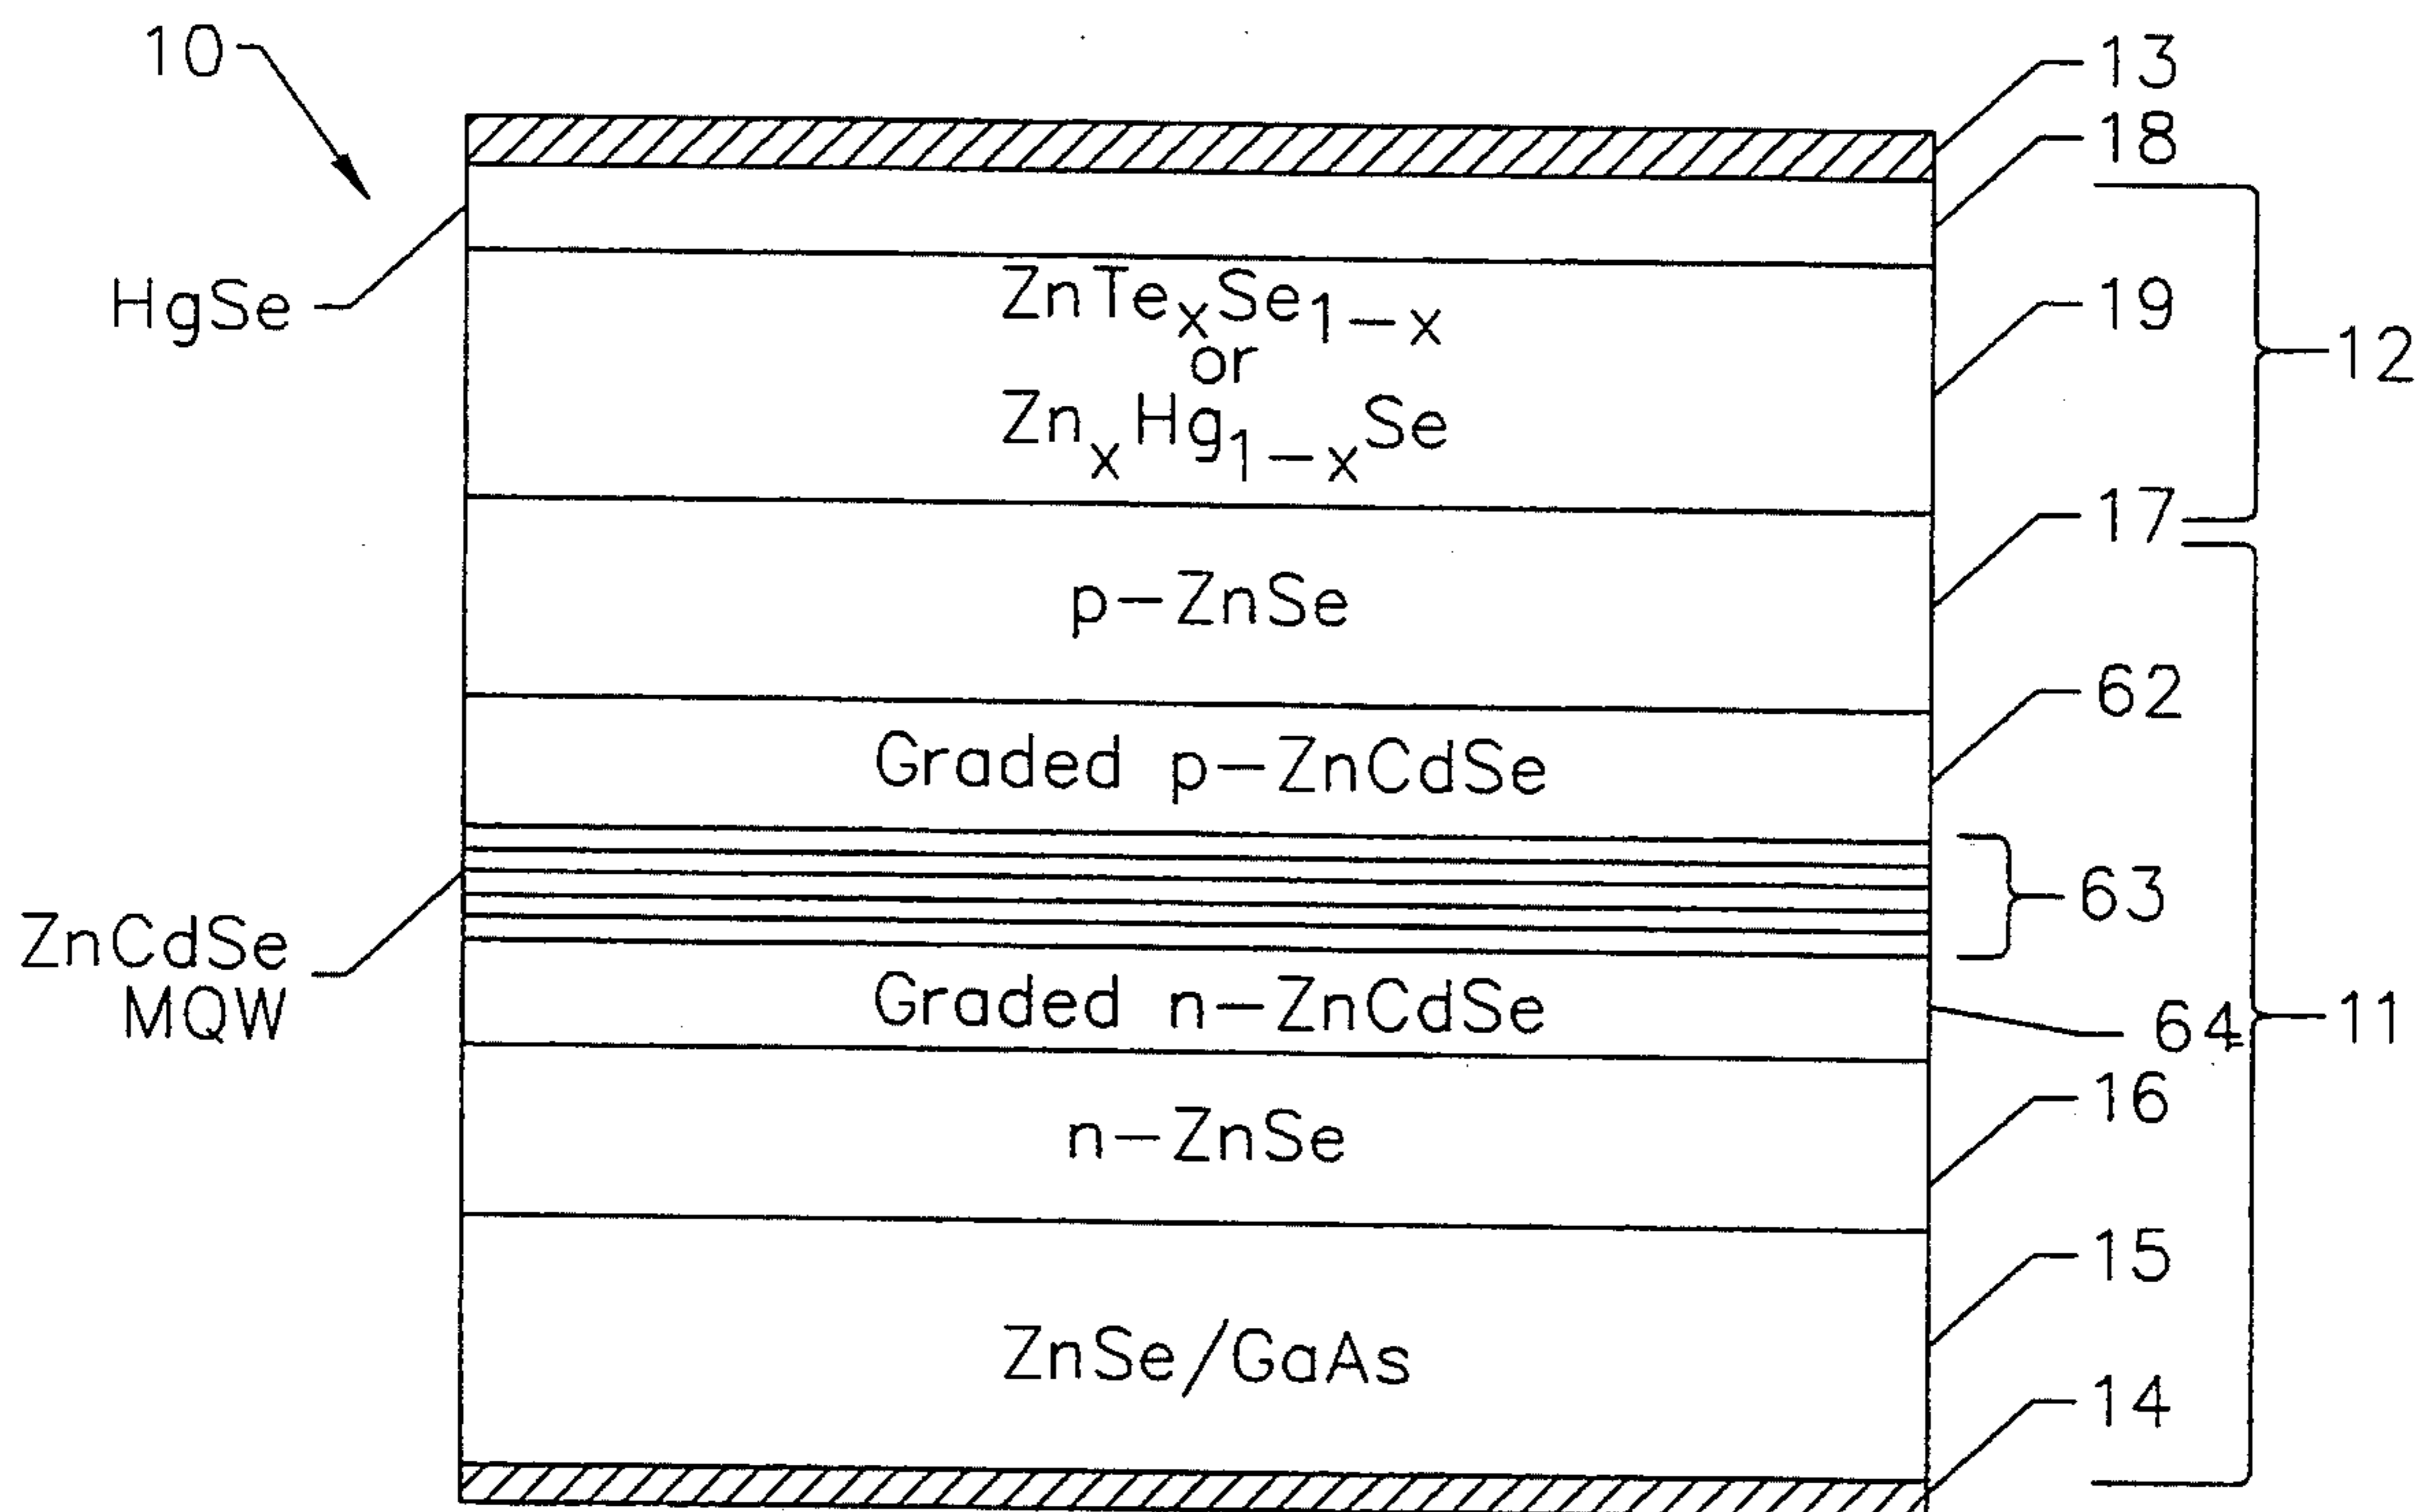 10
13
18
HgSe
ZnTexSe1-x
or
ZnxHg1-xSe
19
12
17
p-ZnSe
62
Graded p-ZnCdSe
63
ZnCdSe
MQW
Graded n-ZnCdSe
64
11
16
n-ZnSe
15
ZnSe/GaAs
14